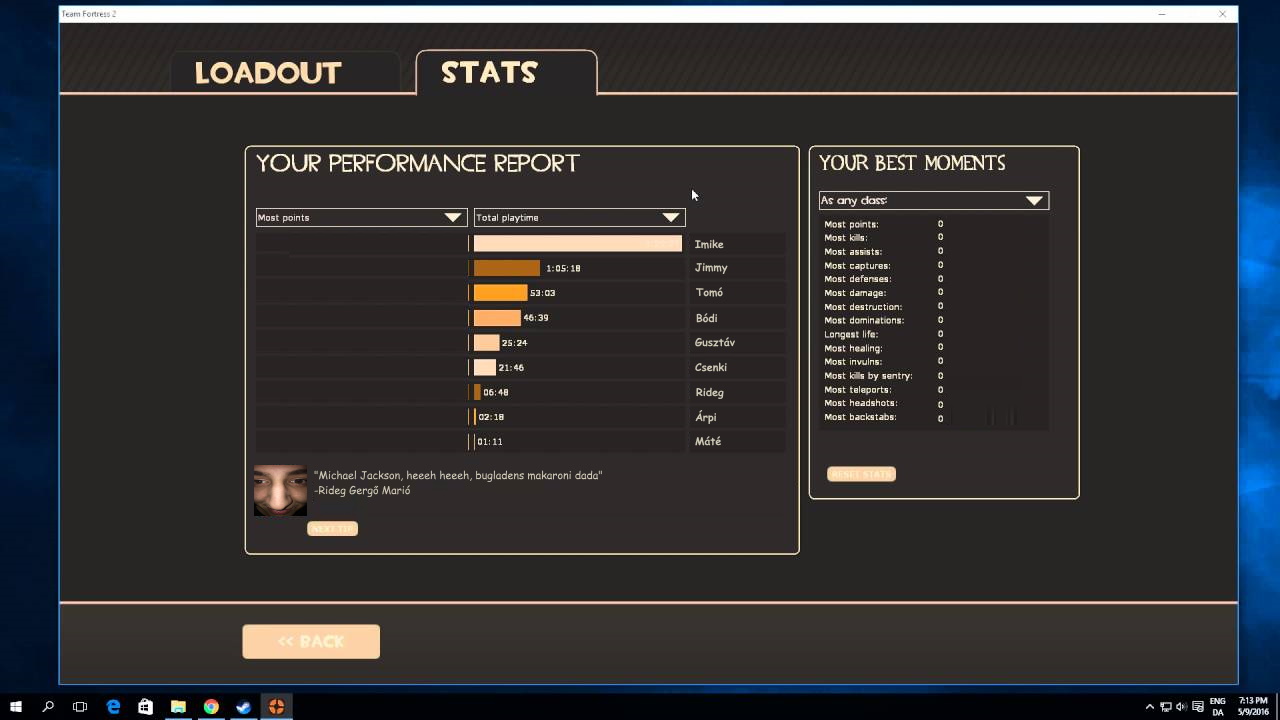 Team Fortress 2
LOADOUT
STATS
YOUR PERFORMANCE REPORT
Most points
Total playtime
Imike
1:05:18
Jimmy
53:03
Tomó
46:39
Bódi
25:24
Gusztáv
21:46
Csenki
06:48
Rideg
02:18
Árpi
01:11
Máté
"Michael Jackson, heeeh heeeh, bugladens makaroni dada"
-Rideg Gergő Marió
NEXT TIP
YOUR BEST MOMENTS
As any class:
Most points: 0
Most kills: 0
Most assists: 0
Most captures: 0
Most defenses: 0
Most damage: 0
Most destruction: 0
Most dominations: 0
Longest life: 0
Most healing: 0
Most invulns: 0
Most kills by sentry: 0
Most teleports: 0
Most headshots: 0
Most backstabs: 0
RESET STATS
<< BACK
ENG
DA
7:13 PM
5/9/2016